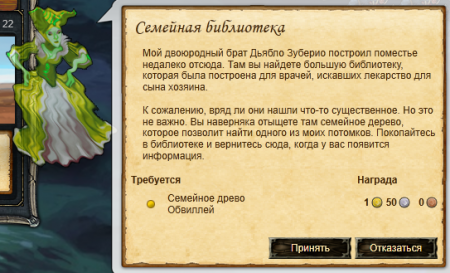 22
Семейная библиотека
Мой двоюродный брат Дьябло Зуберио построил поместье
недалеко отсюда. Там вы найдете большую библиотеку,
которая была построена для врачей, искавших лекарство для
сына хозяина.
К сожалению, вряд ли они нашли что-то существенное. Но это
не важно. Вы наверняка отыщете там семейное дерево,
которое позволит найти одного из моих потомков. Покопайтесь
в библиотеке и вернитесь сюда, когда у вас появится
информация.
Требуется Награда
Семейное древо
Обвиллей
1 50 0
Принять Отказаться